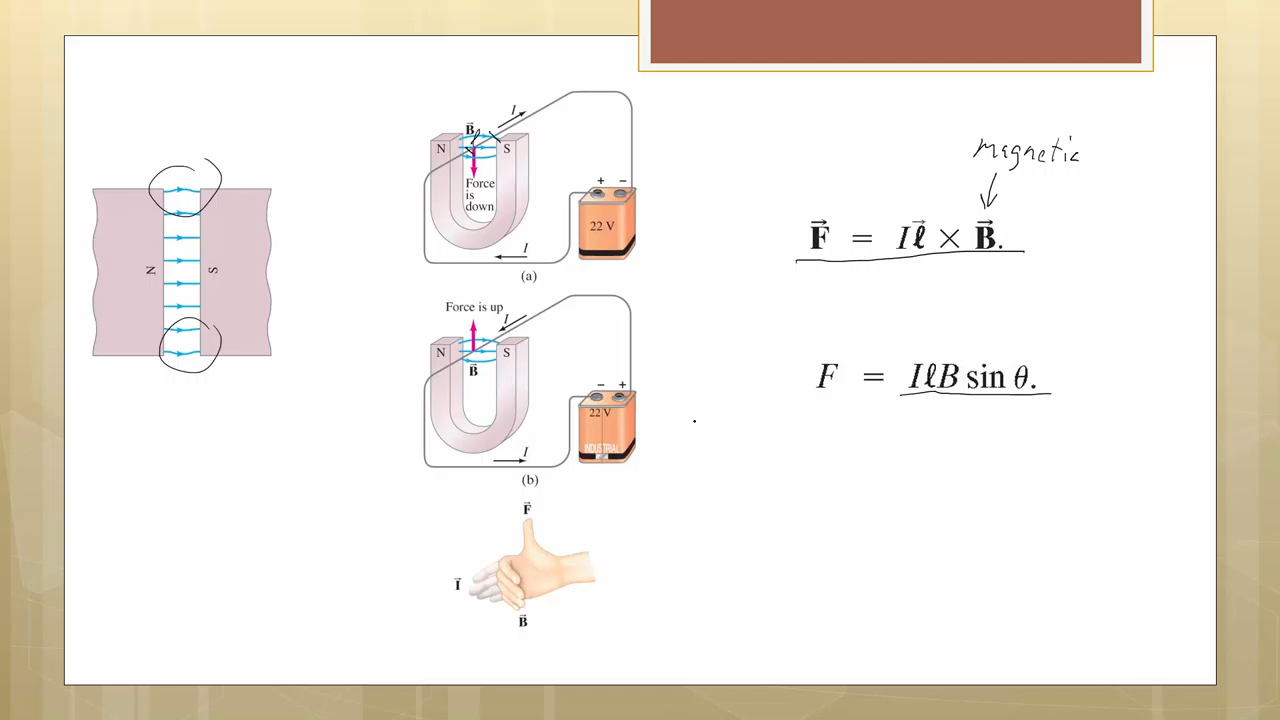 N
S
I
B⃗
ℓ
N
S
Force
is
down
+ −
22 V
I
(a)
Force is up
I
N
S
B⃗
− +
22 V
INDUSTRIAL
I
(b)
F⃗
I⃗
B⃗
magnetic
F⃗ = Iℓ⃗ × B⃗.
F = IℓB sin θ.